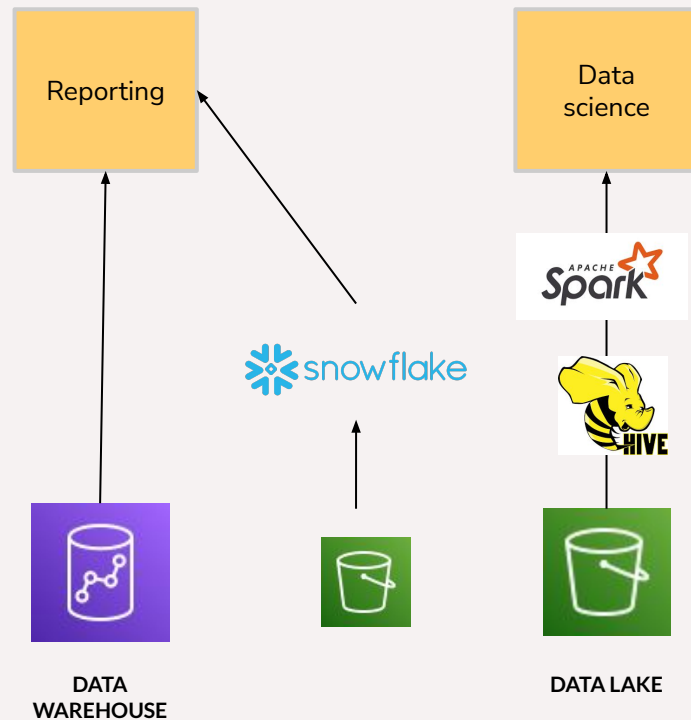 Reporting
Data
science
APACHE
Spark
snowflake
HIVE
DATA
WAREHOUSE
DATA LAKE